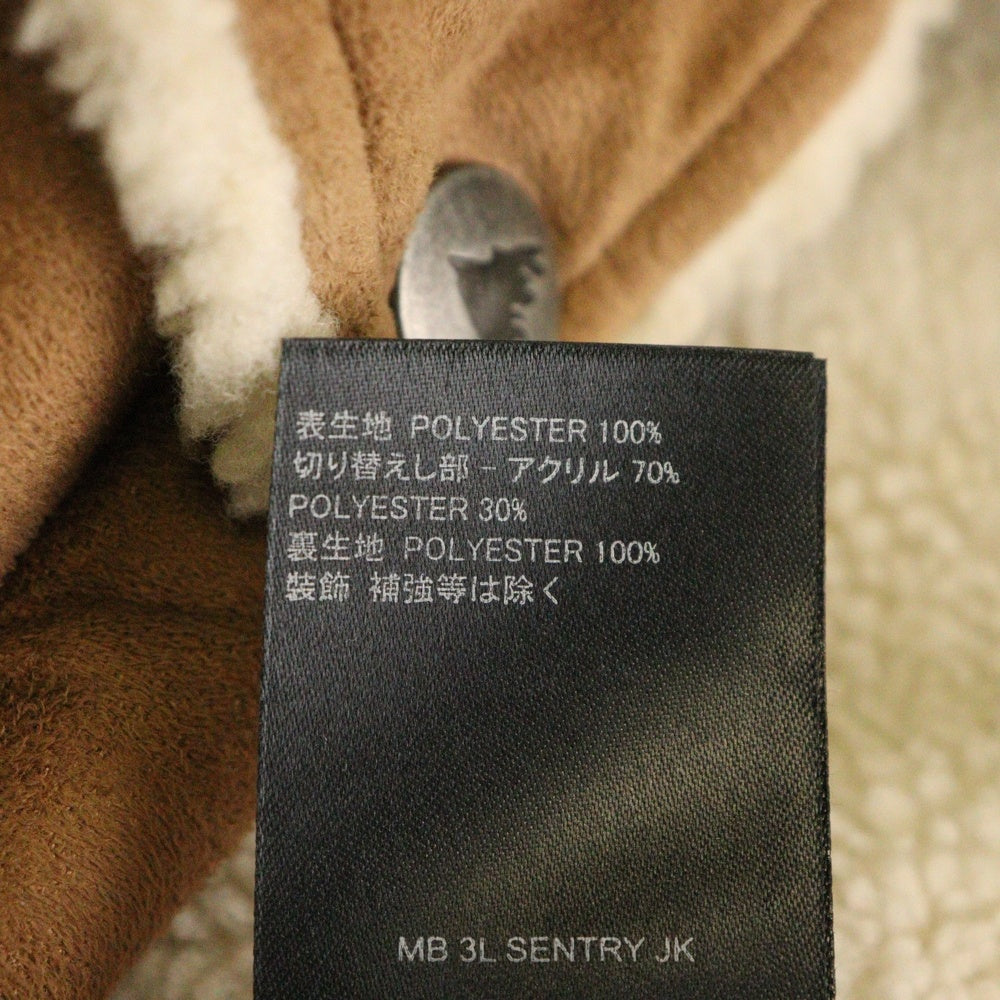 表生地 POLYESTER 100%
切り替えし部 - アクリル 70%
POLYESTER 30%
裏生地 POLYESTER 100%
装飾 補強等は除く
MB 3L SENTRY JK